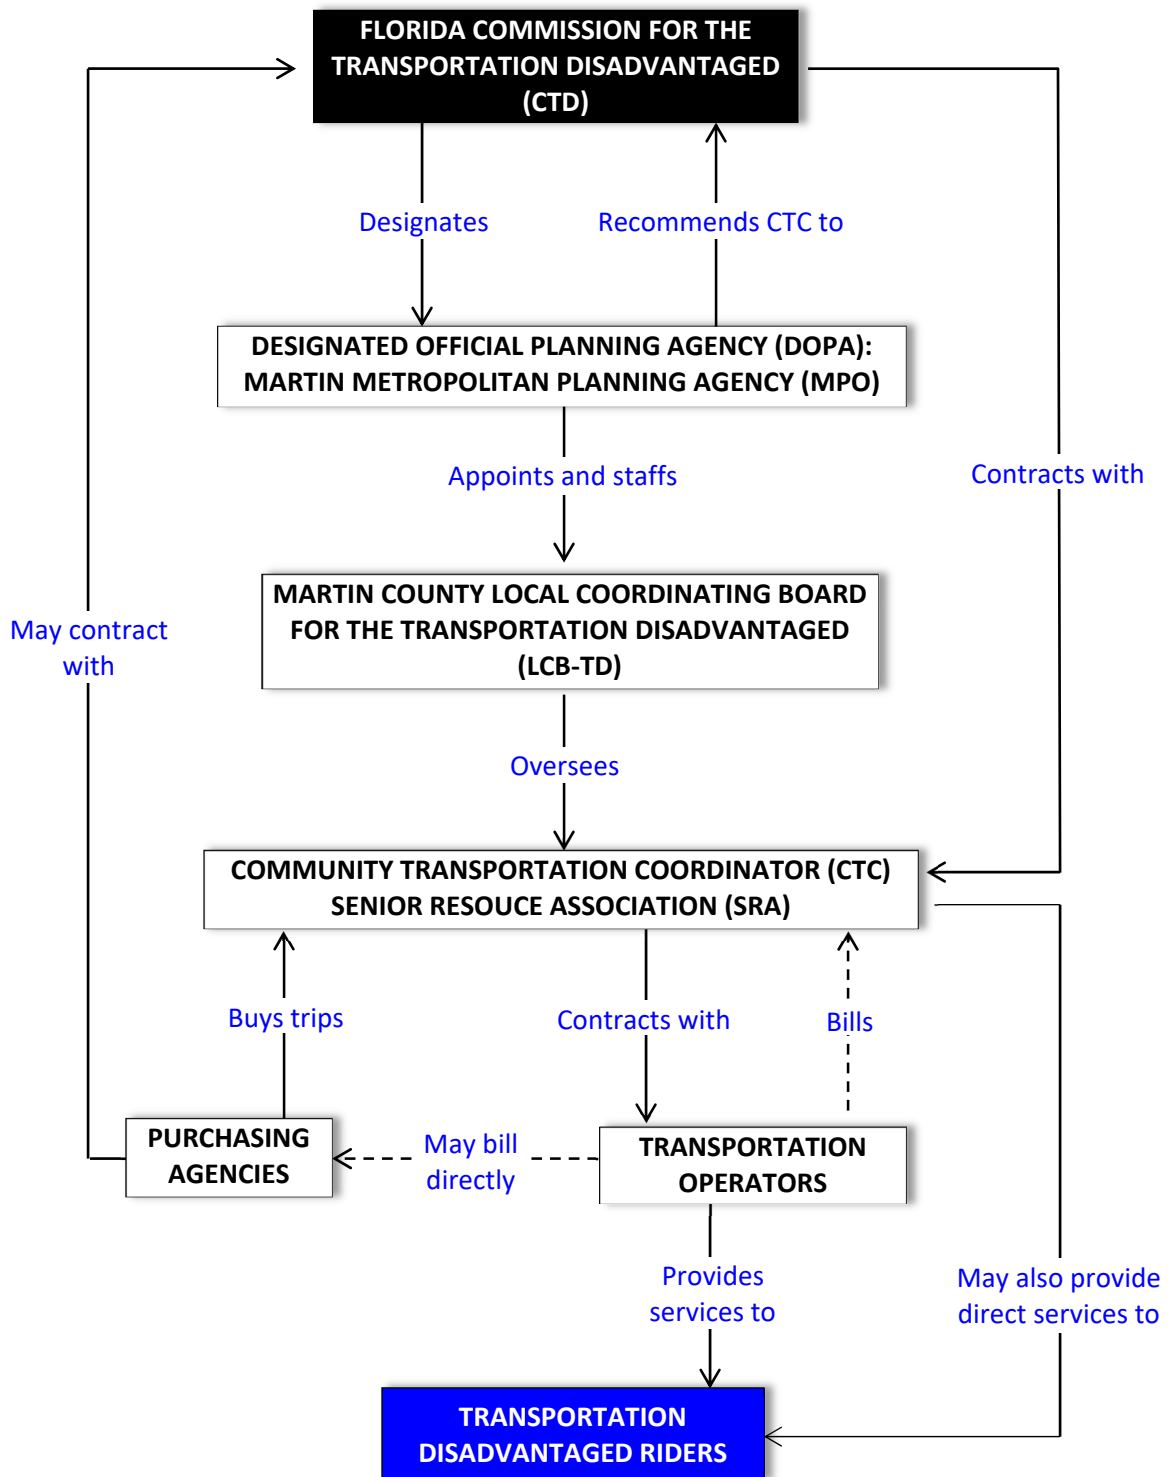 FLORIDA COMMISSION FOR THE
TRANSPORTATION DISADVANTAGED
(CTD)
Designates
Recommends CTC to
DESIGNATED OFFICIAL PLANNING AGENCY (DOPA):
MARTIN METROPOLITAN PLANNING AGENCY (MPO)
Appoints and staffs
Contracts with
MARTIN COUNTY LOCAL COORDINATING BOARD
FOR THE TRANSPORTATION DISADVANTAGED
(LCB-TD)
May contract
with
Oversees
COMMUNITY TRANSPORTATION COORDINATOR (CTC)
SENIOR RESOUCE ASSOCIATION (SRA)
Buys trips
Contracts with
Bills
PURCHASING
AGENCIES
May bill
directly
TRANSPORTATION
OPERATORS
Provides
services to
May also provide
direct services to
TRANSPORTATION
DISADVANTAGED RIDERS